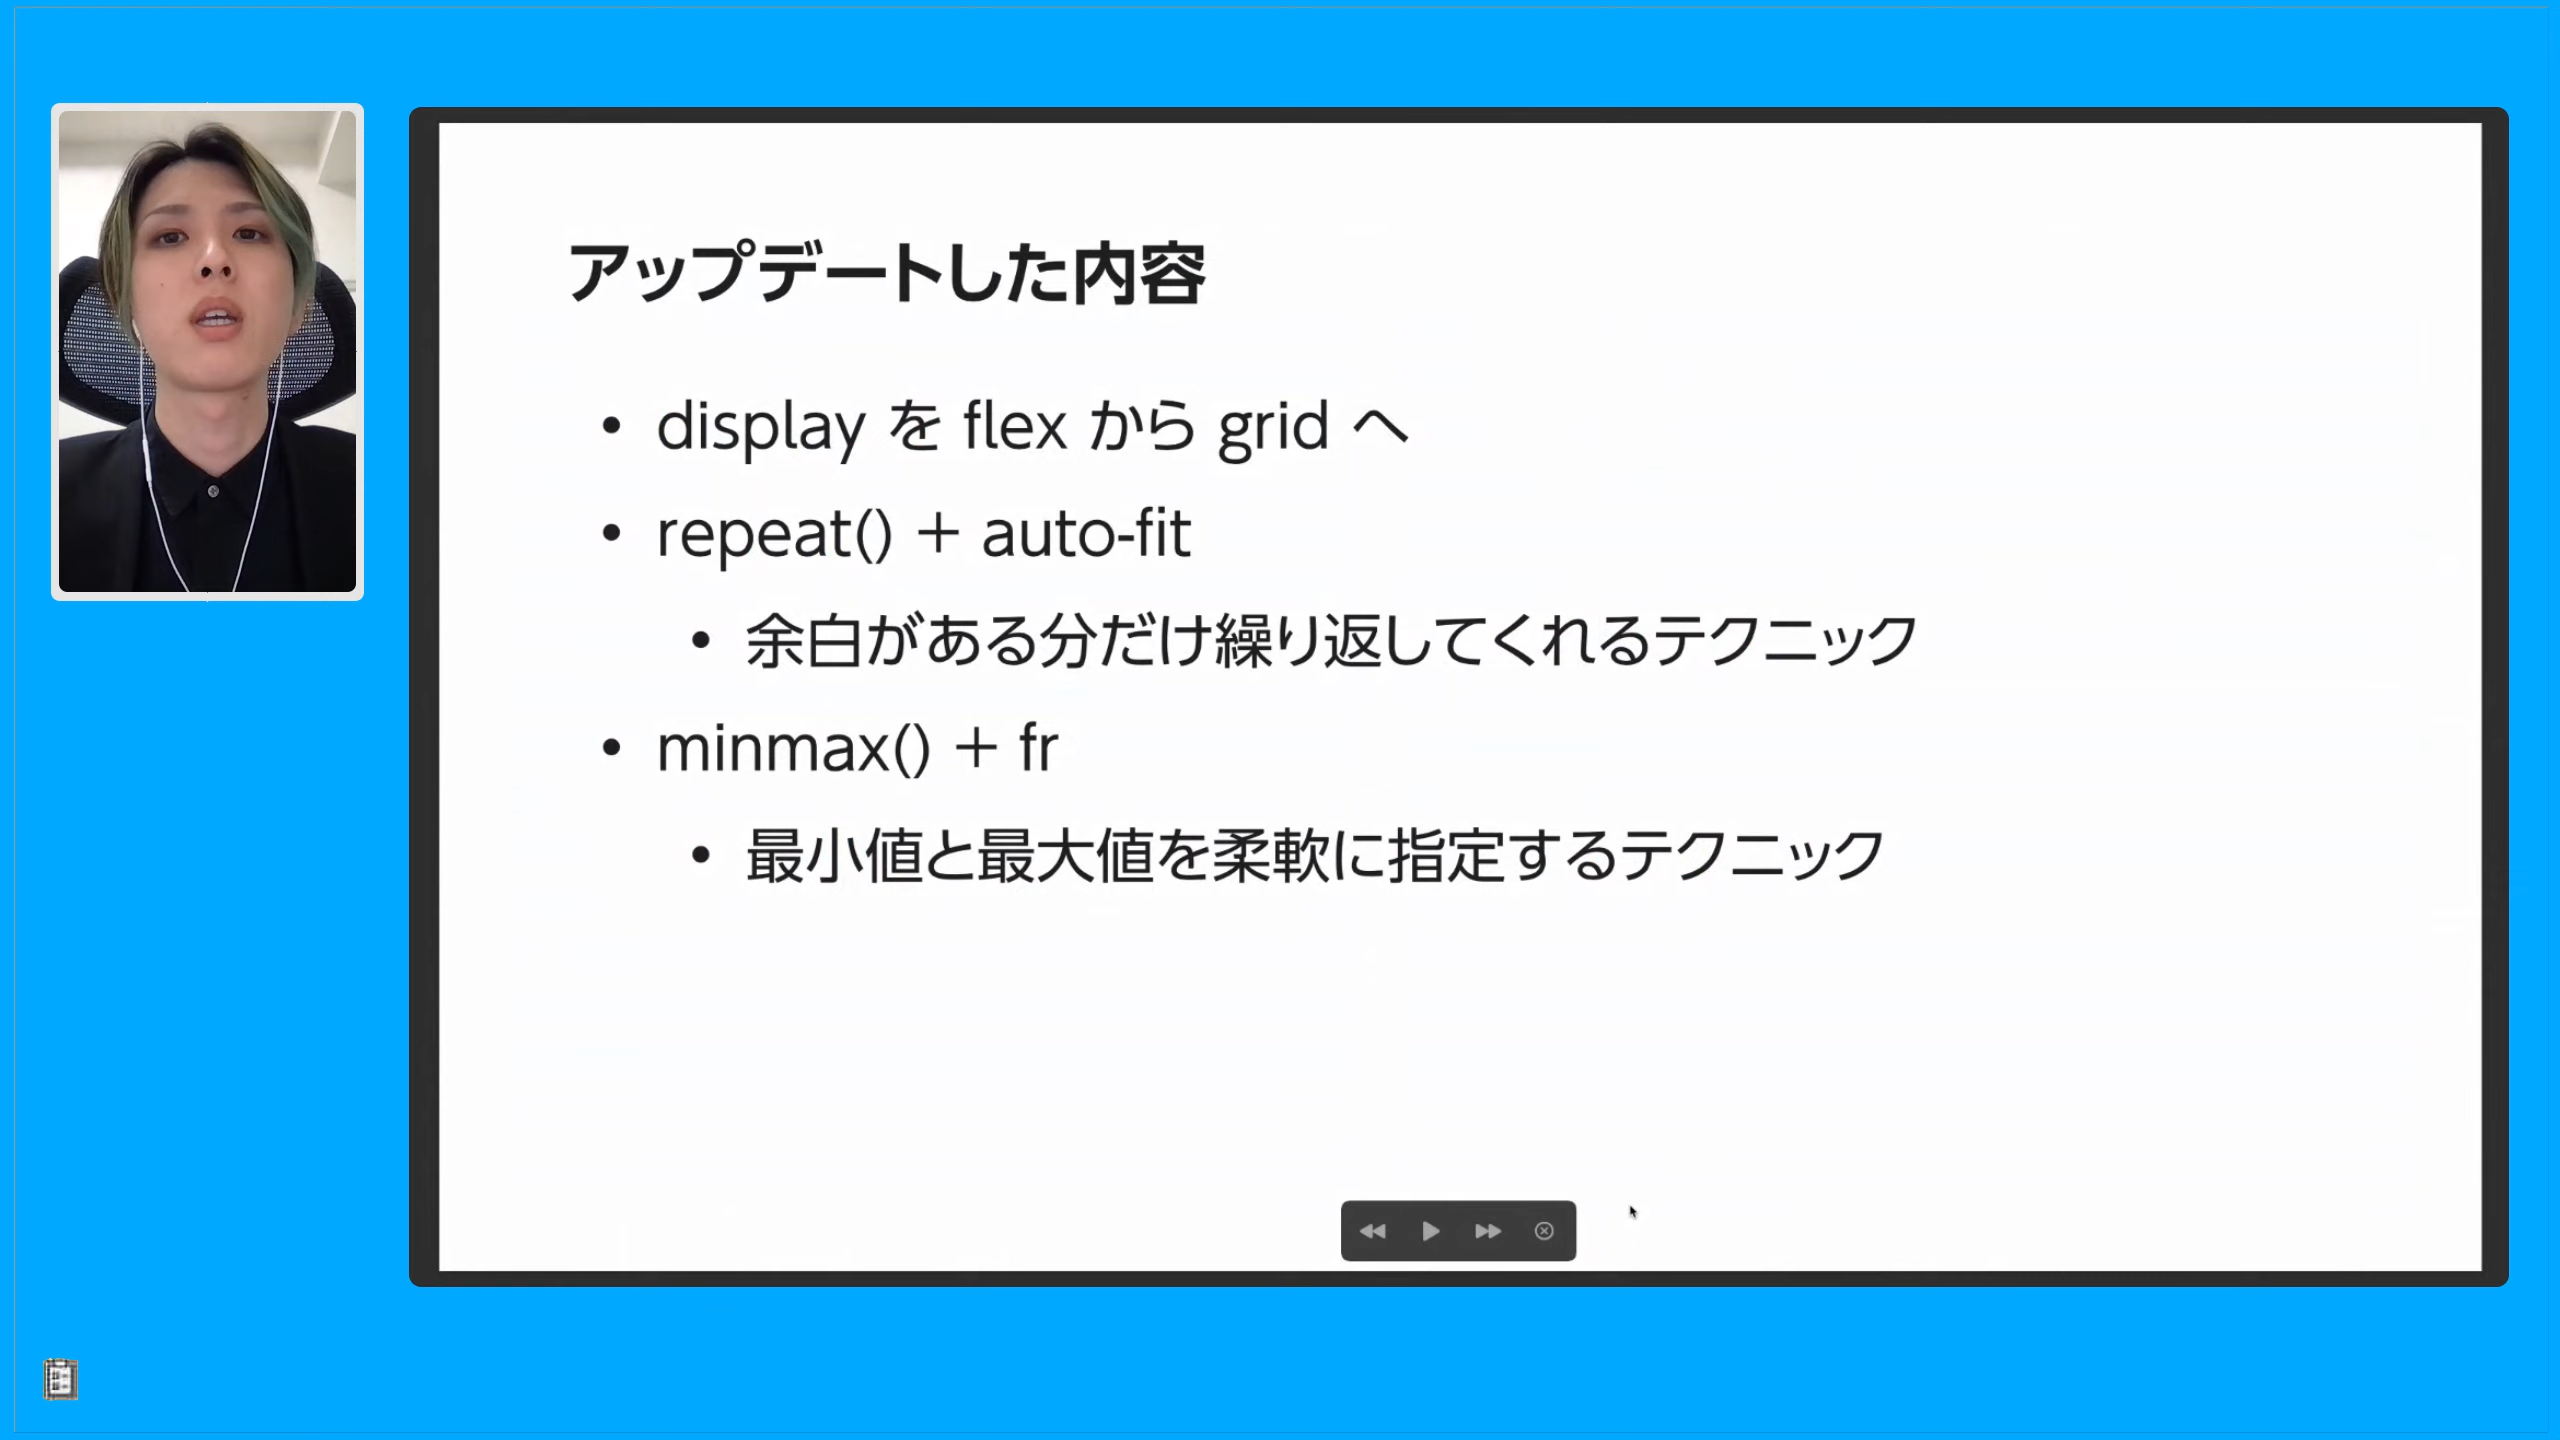 アップデートした内容
• display を flex から grid へ
• repeat() + auto-fit
• 余白がある分だけ繰り返してくれるテクニック
• minmax() + fr
• 最小値と最大値を柔軟に指定するテクニック